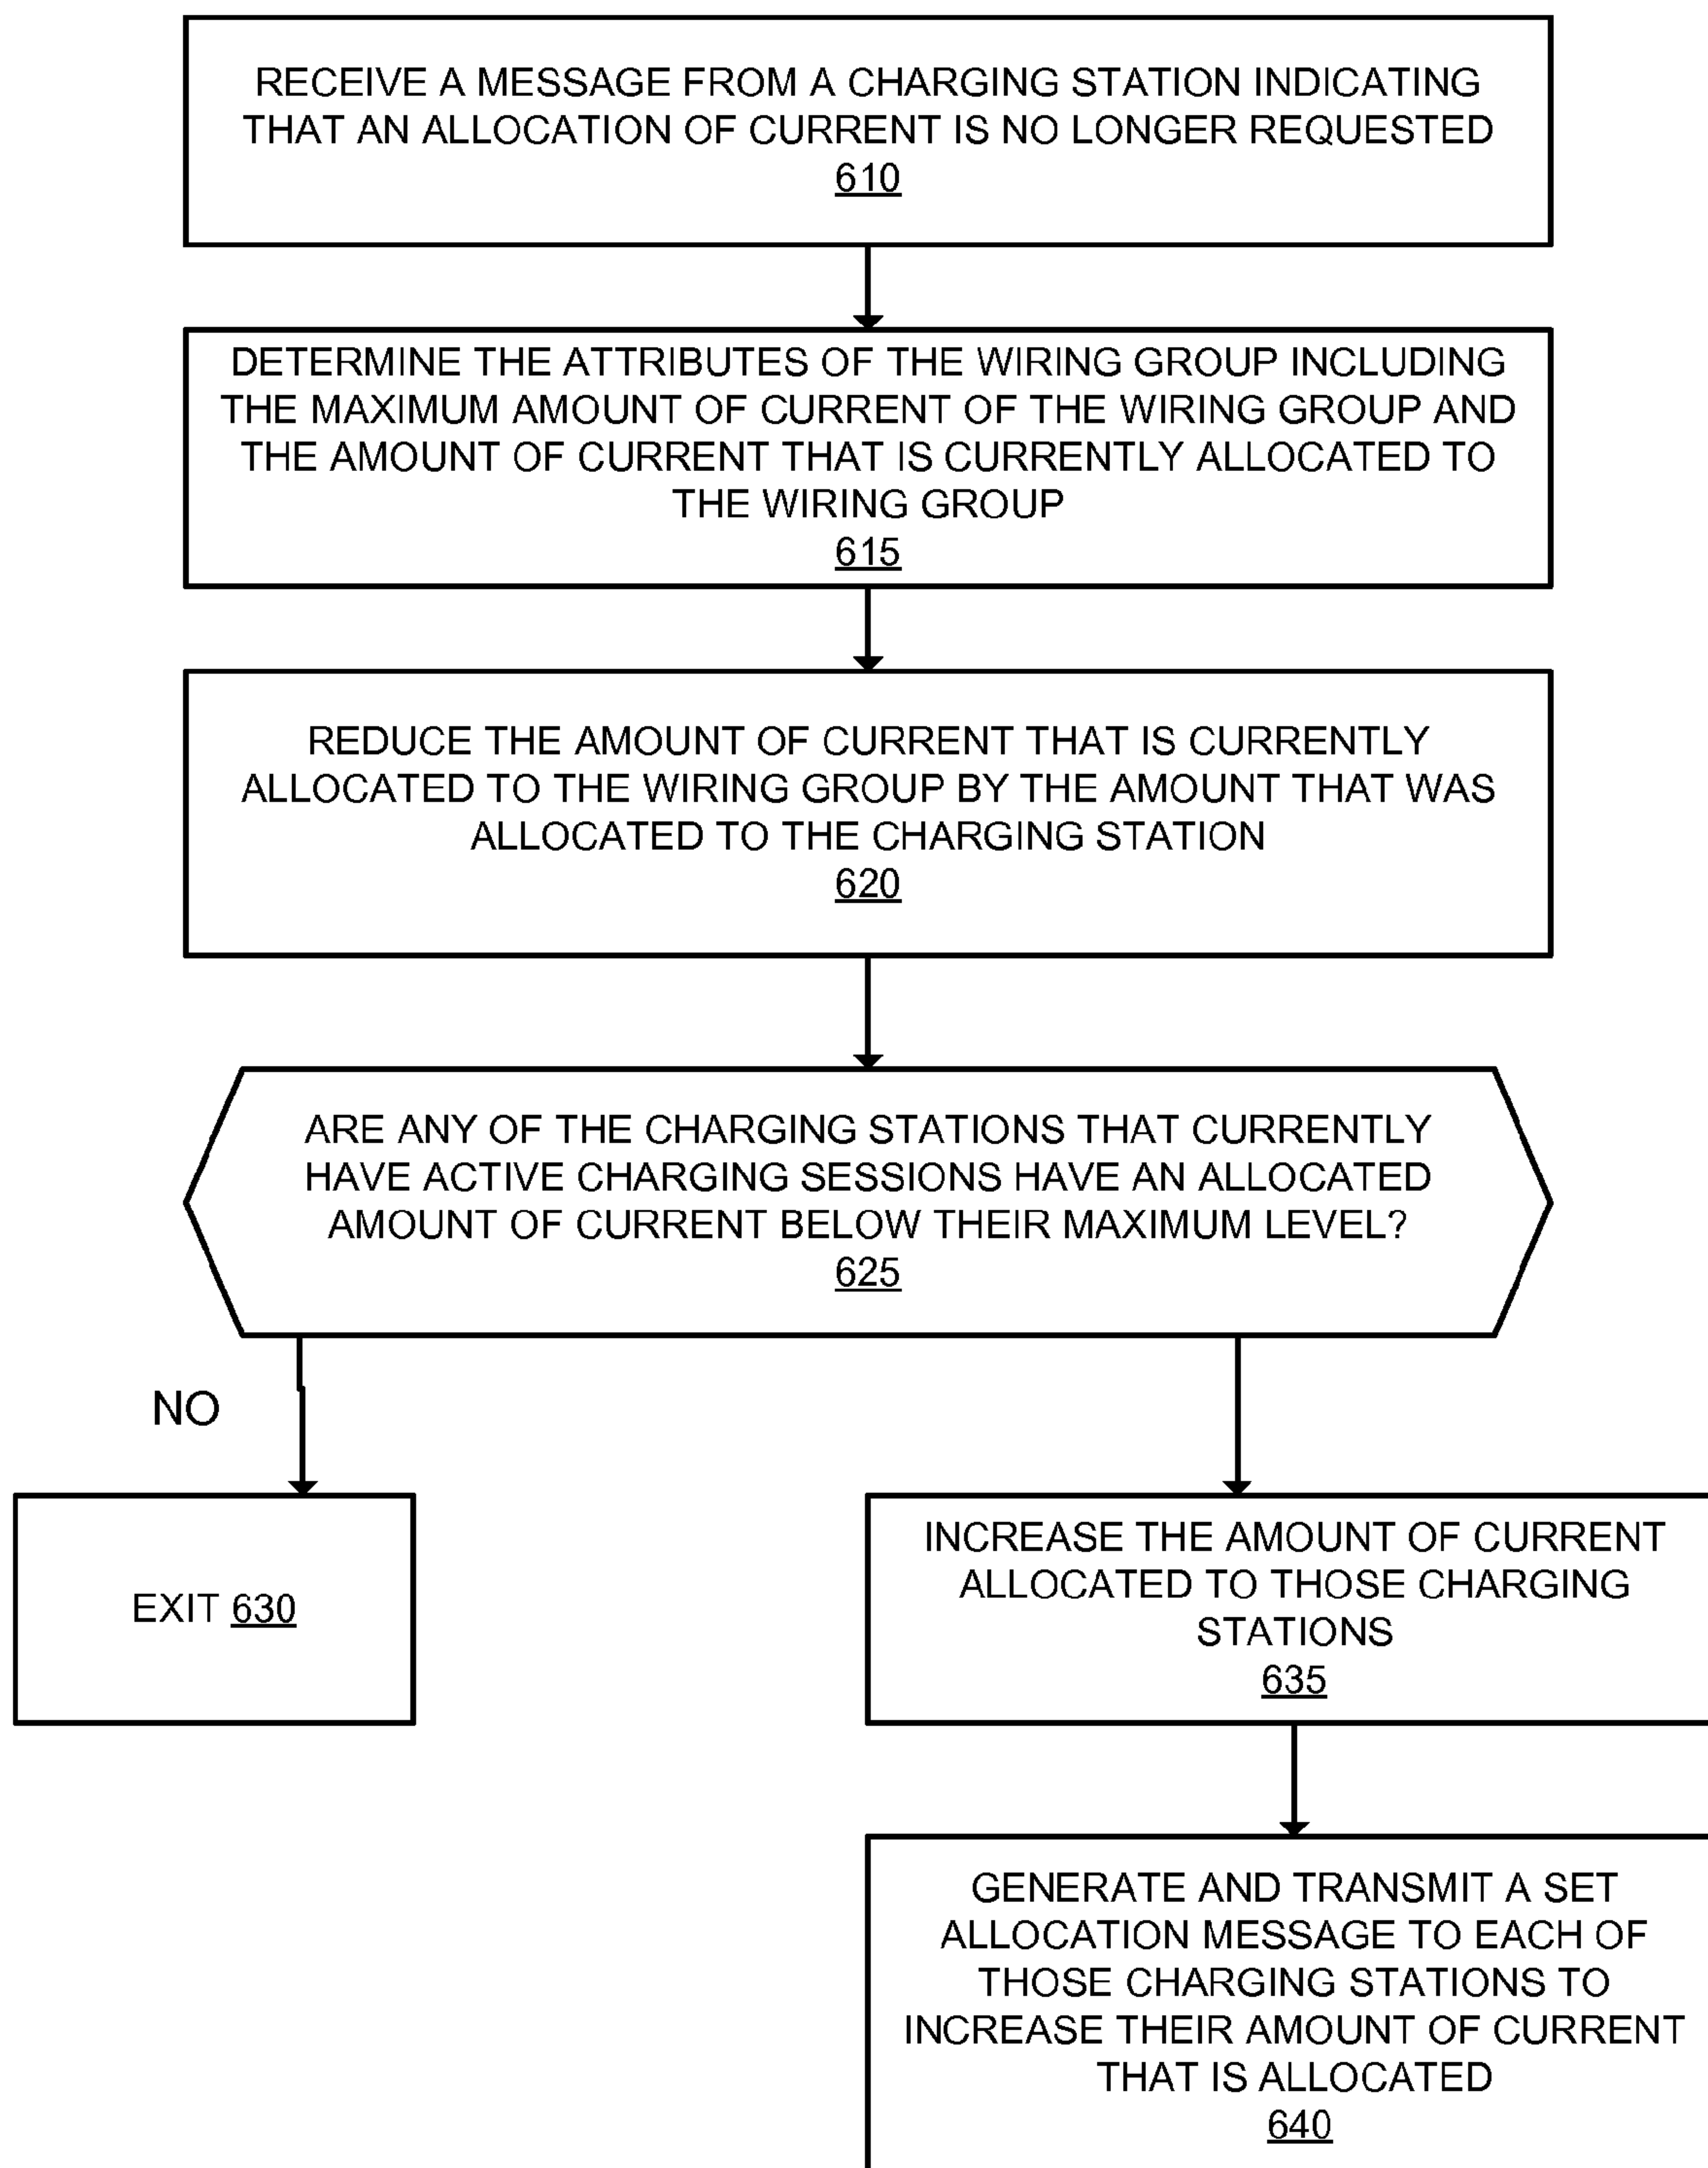 RECEIVE A MESSAGE FROM A CHARGING STATION INDICATING
THAT AN ALLOCATION OF CURRENT IS NO LONGER REQUESTED
610
DETERMINE THE ATTRIBUTES OF THE WIRING GROUP INCLUDING
THE MAXIMUM AMOUNT OF CURRENT OF THE WIRING GROUP AND
THE AMOUNT OF CURRENT THAT IS CURRENTLY ALLOCATED TO
THE WIRING GROUP
615
REDUCE THE AMOUNT OF CURRENT THAT IS CURRENTLY
ALLOCATED TO THE WIRING GROUP BY THE AMOUNT THAT WAS
ALLOCATED TO THE CHARGING STATION
620
ARE ANY OF THE CHARGING STATIONS THAT CURRENTLY
HAVE ACTIVE CHARGING SESSIONS HAVE AN ALLOCATED
AMOUNT OF CURRENT BELOW THEIR MAXIMUM LEVEL?
625
NO
EXIT 630
INCREASE THE AMOUNT OF CURRENT
ALLOCATED TO THOSE CHARGING
STATIONS
635
GENERATE AND TRANSMIT A SET
ALLOCATION MESSAGE TO EACH OF
THOSE CHARGING STATIONS TO
INCREASE THEIR AMOUNT OF CURRENT
THAT IS ALLOCATED
640